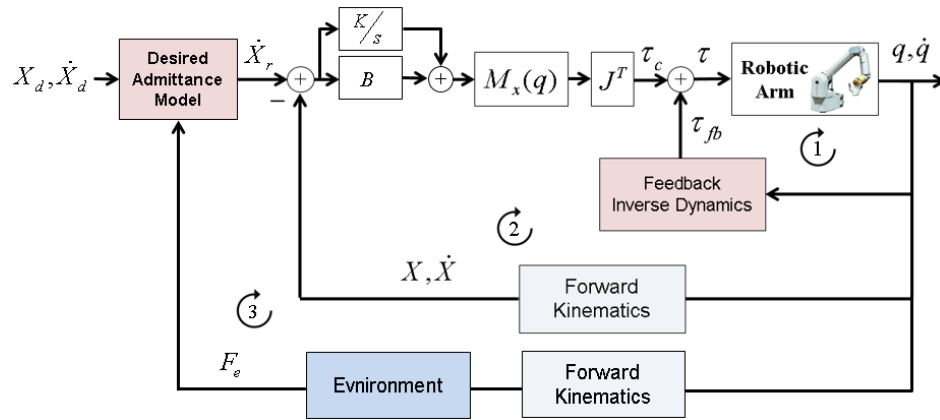 K/s
Desired
Admittance
Model
Ẋ_r
X_d, Ẋ_d
+
−
B
+
M_x(q)
J^T
τ_c
+
τ
Robotic
Arm
q, q̇
1
τ_fb
Feedback
Inverse Dynamics
2
X, Ẋ
Forward
Kinematics
3
F_e
Evnironment
Forward
Kinematics